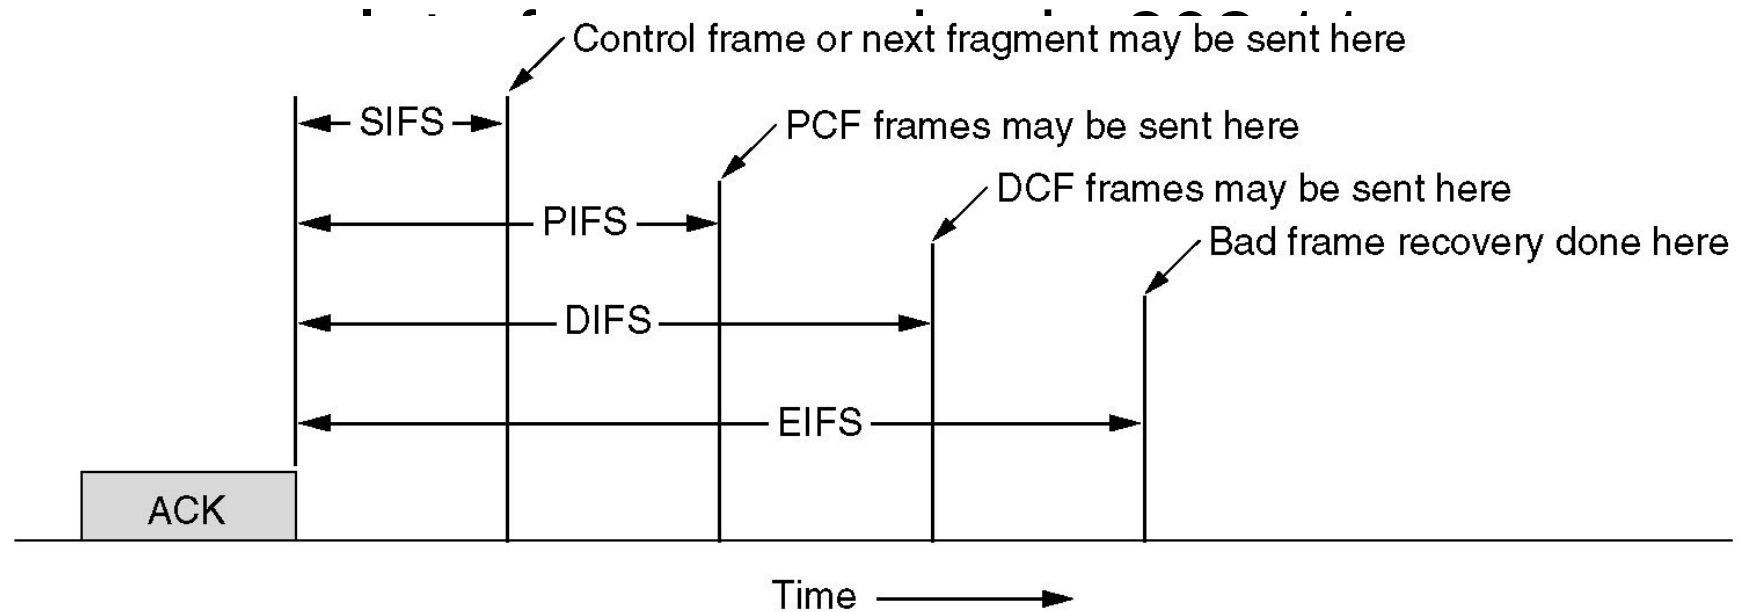 Control frame or next fragment may be sent here
SIFS
PCF frames may be sent here
DCF frames may be sent here
PIFS
Bad frame recovery done here
DIFS
EIFS
ACK
Time